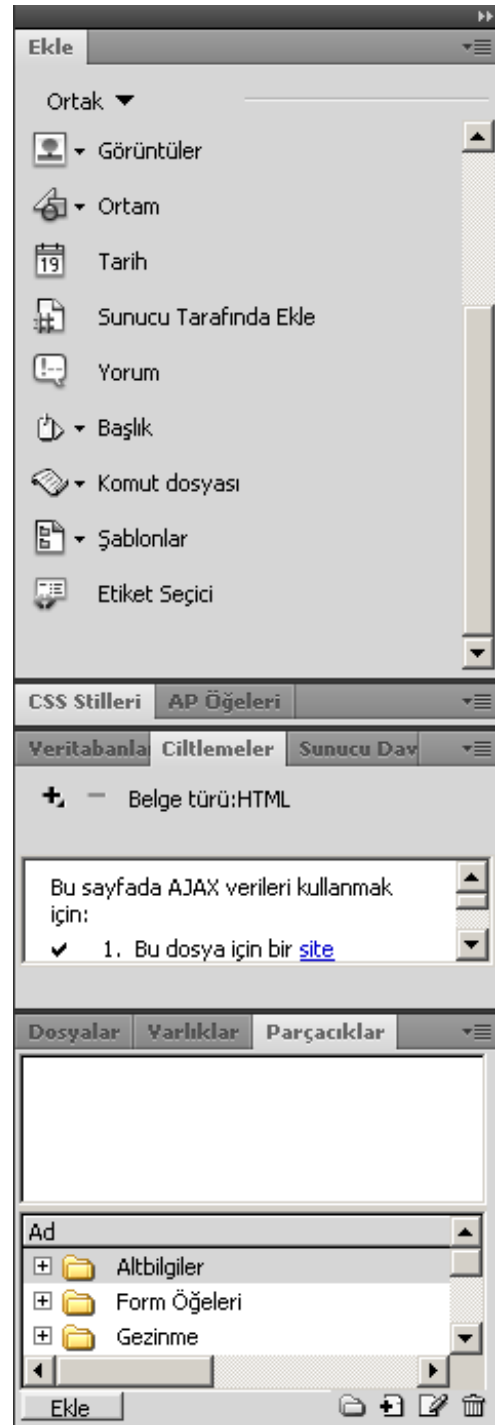 Ekle
Ortak
Görüntüler
Ortam
19 Tarih
Sunucu Tarafında Ekle
Yorum
Başlık
Komut dosyası
Şablonlar
Etiket Seçici
CSS Stilleri AP Öğeleri
Veritabanla Ciltlemeler Sunucu Dav
Belge türü:HTML
Bu sayfada AJAX verileri kullanmak
için:
1. Bu dosya için bir site
Dosyalar Varlıklar Parçacıklar
Ad
Altbilgiler
Form Öğeleri
Gezinme
Ekle